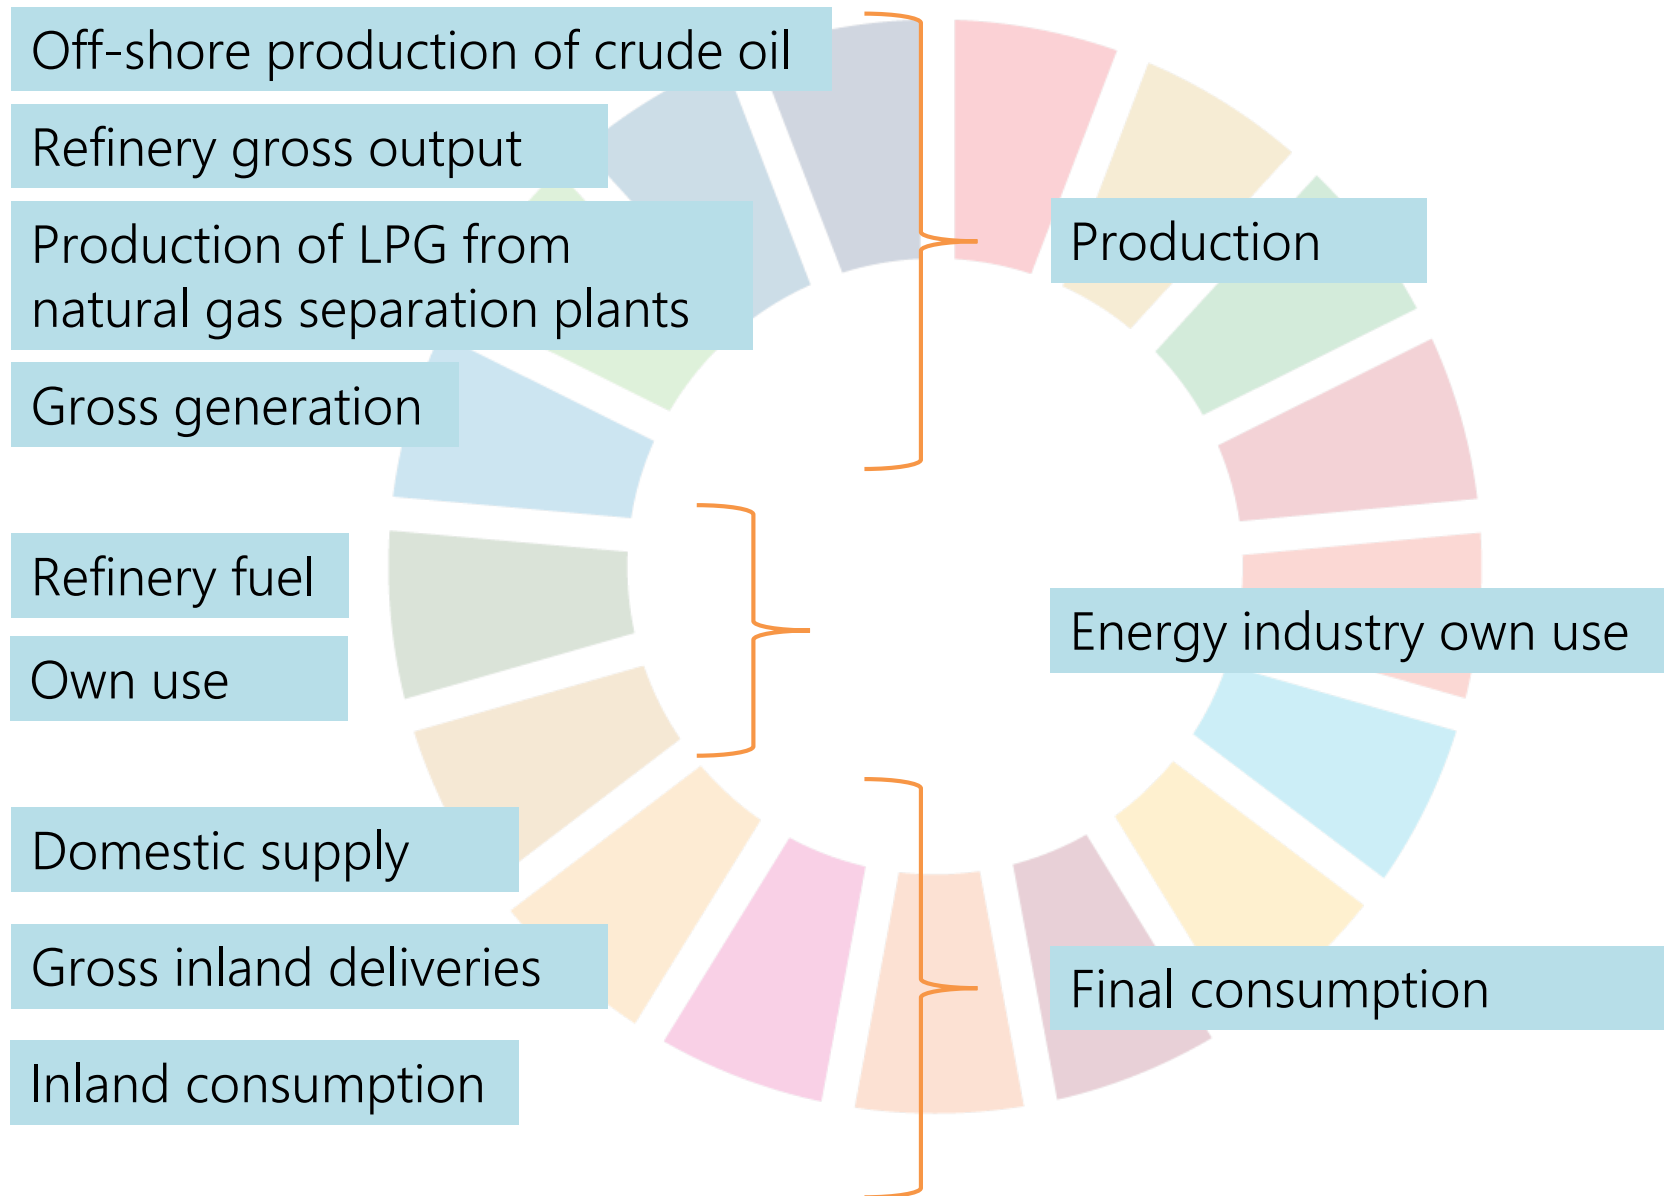 Off-shore production of crude oil
Refinery gross output
Production of LPG from
natural gas separation plants
Gross generation
Production
Refinery fuel
Own use
Energy industry own use
Domestic supply
Gross inland deliveries
Inland consumption
Final consumption